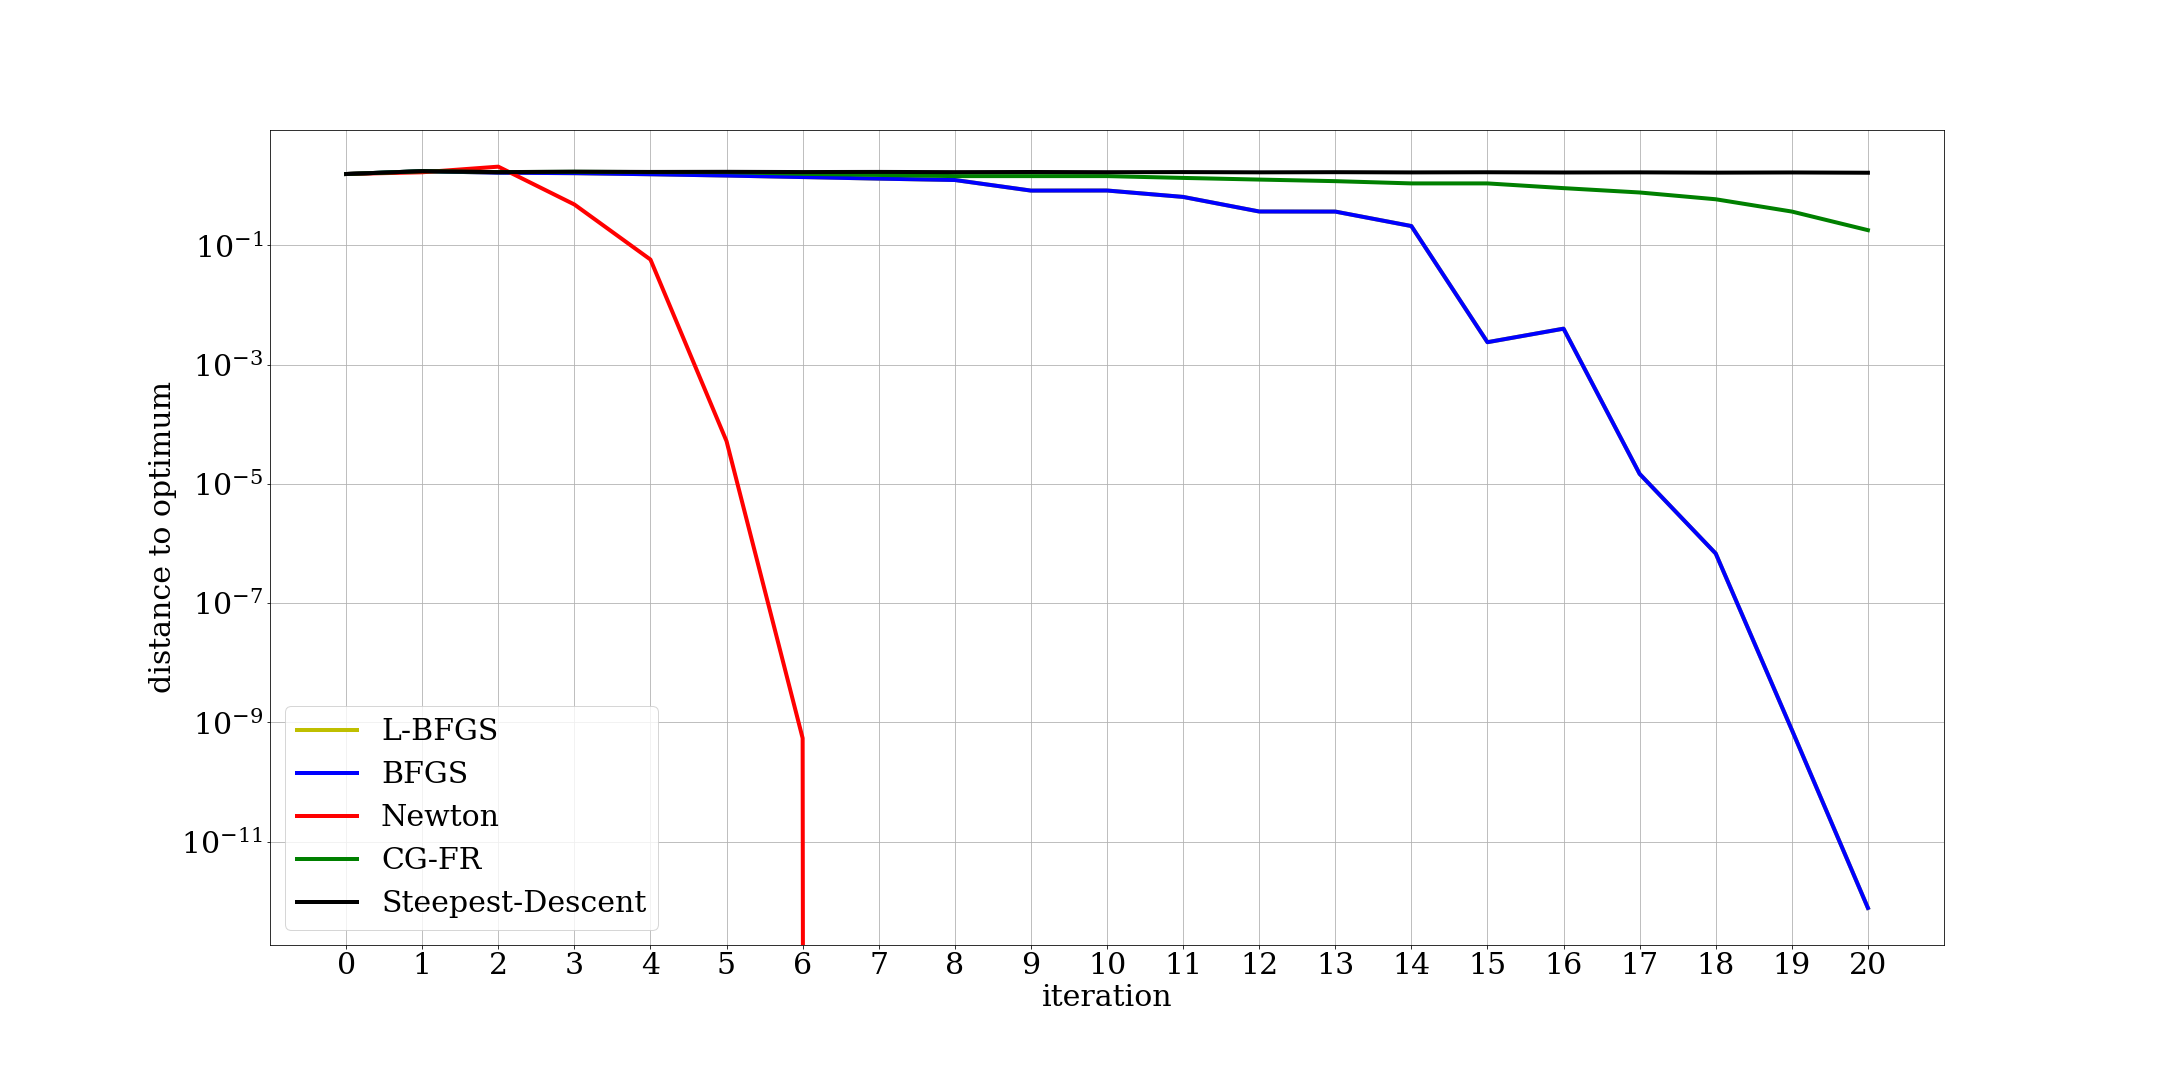 distance to optimum
10⁻¹
10⁻³
10⁻⁵
10⁻⁷
10⁻⁹
10⁻¹¹
L-BFGS
BFGS
Newton
CG-FR
Steepest-Descent
0 1 2 3 4 5 6 7 8 9 10 11 12 13 14 15 16 17 18 19 20
iteration